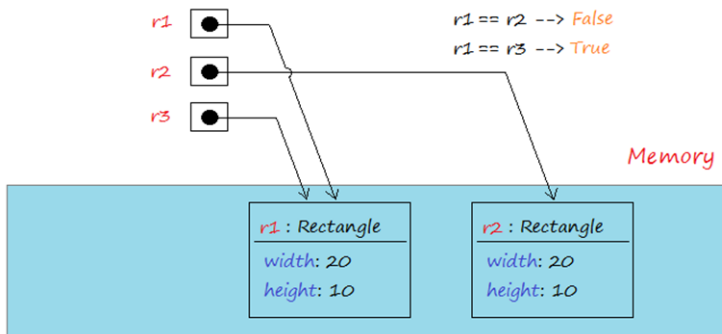 r1
r2
r3
r1 == r2 --> False
r1 == r3 --> True
Memory
r1 : Rectangle
width: 20
height: 10
r2 : Rectangle
width: 20
height: 10